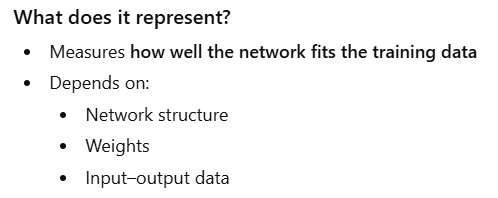 What does it represent?
• Measures how well the network fits the training data
• Depends on:
• Network structure
• Weights
• Input–output data